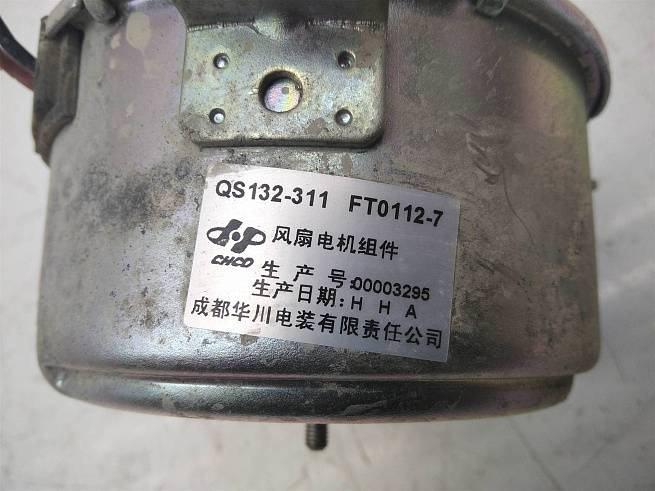 QS132-311 FT0112-7
CHCD 风扇电机组件
生产号:00003295
生产日期:H H A
成都华川电装有限责任公司